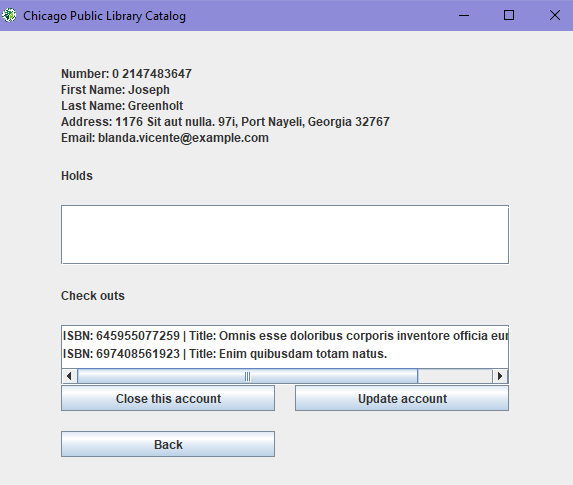 Chicago Public Library Catalog
Number: 0 2147483647
First Name: Joseph
Last Name: Greenholt
Address: 1176 Sit aut nulla. 97i, Port Nayeli, Georgia 32767
Email: blanda.vicente@example.com
Holds
Check outs
ISBN: 645955077259 | Title: Omnis esse doloribus corporis inventore officia
ISBN: 697408561923 | Title: Enim quibusdam totam natus.
Close this account Update account
Back